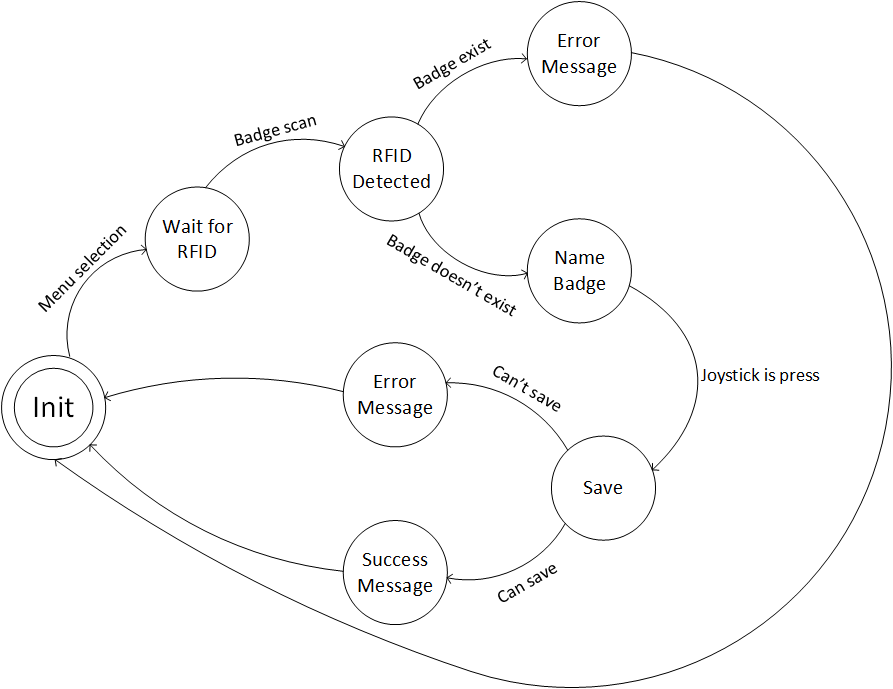 Error
Message
Badge exist
Badge scan
RFID
Detected
Wait for
RFID
Menu selection
Badge doesn't exist
Name
Badge
Joystick is press
Init
Error
Message
Can't save
Save
Can save
Success
Message